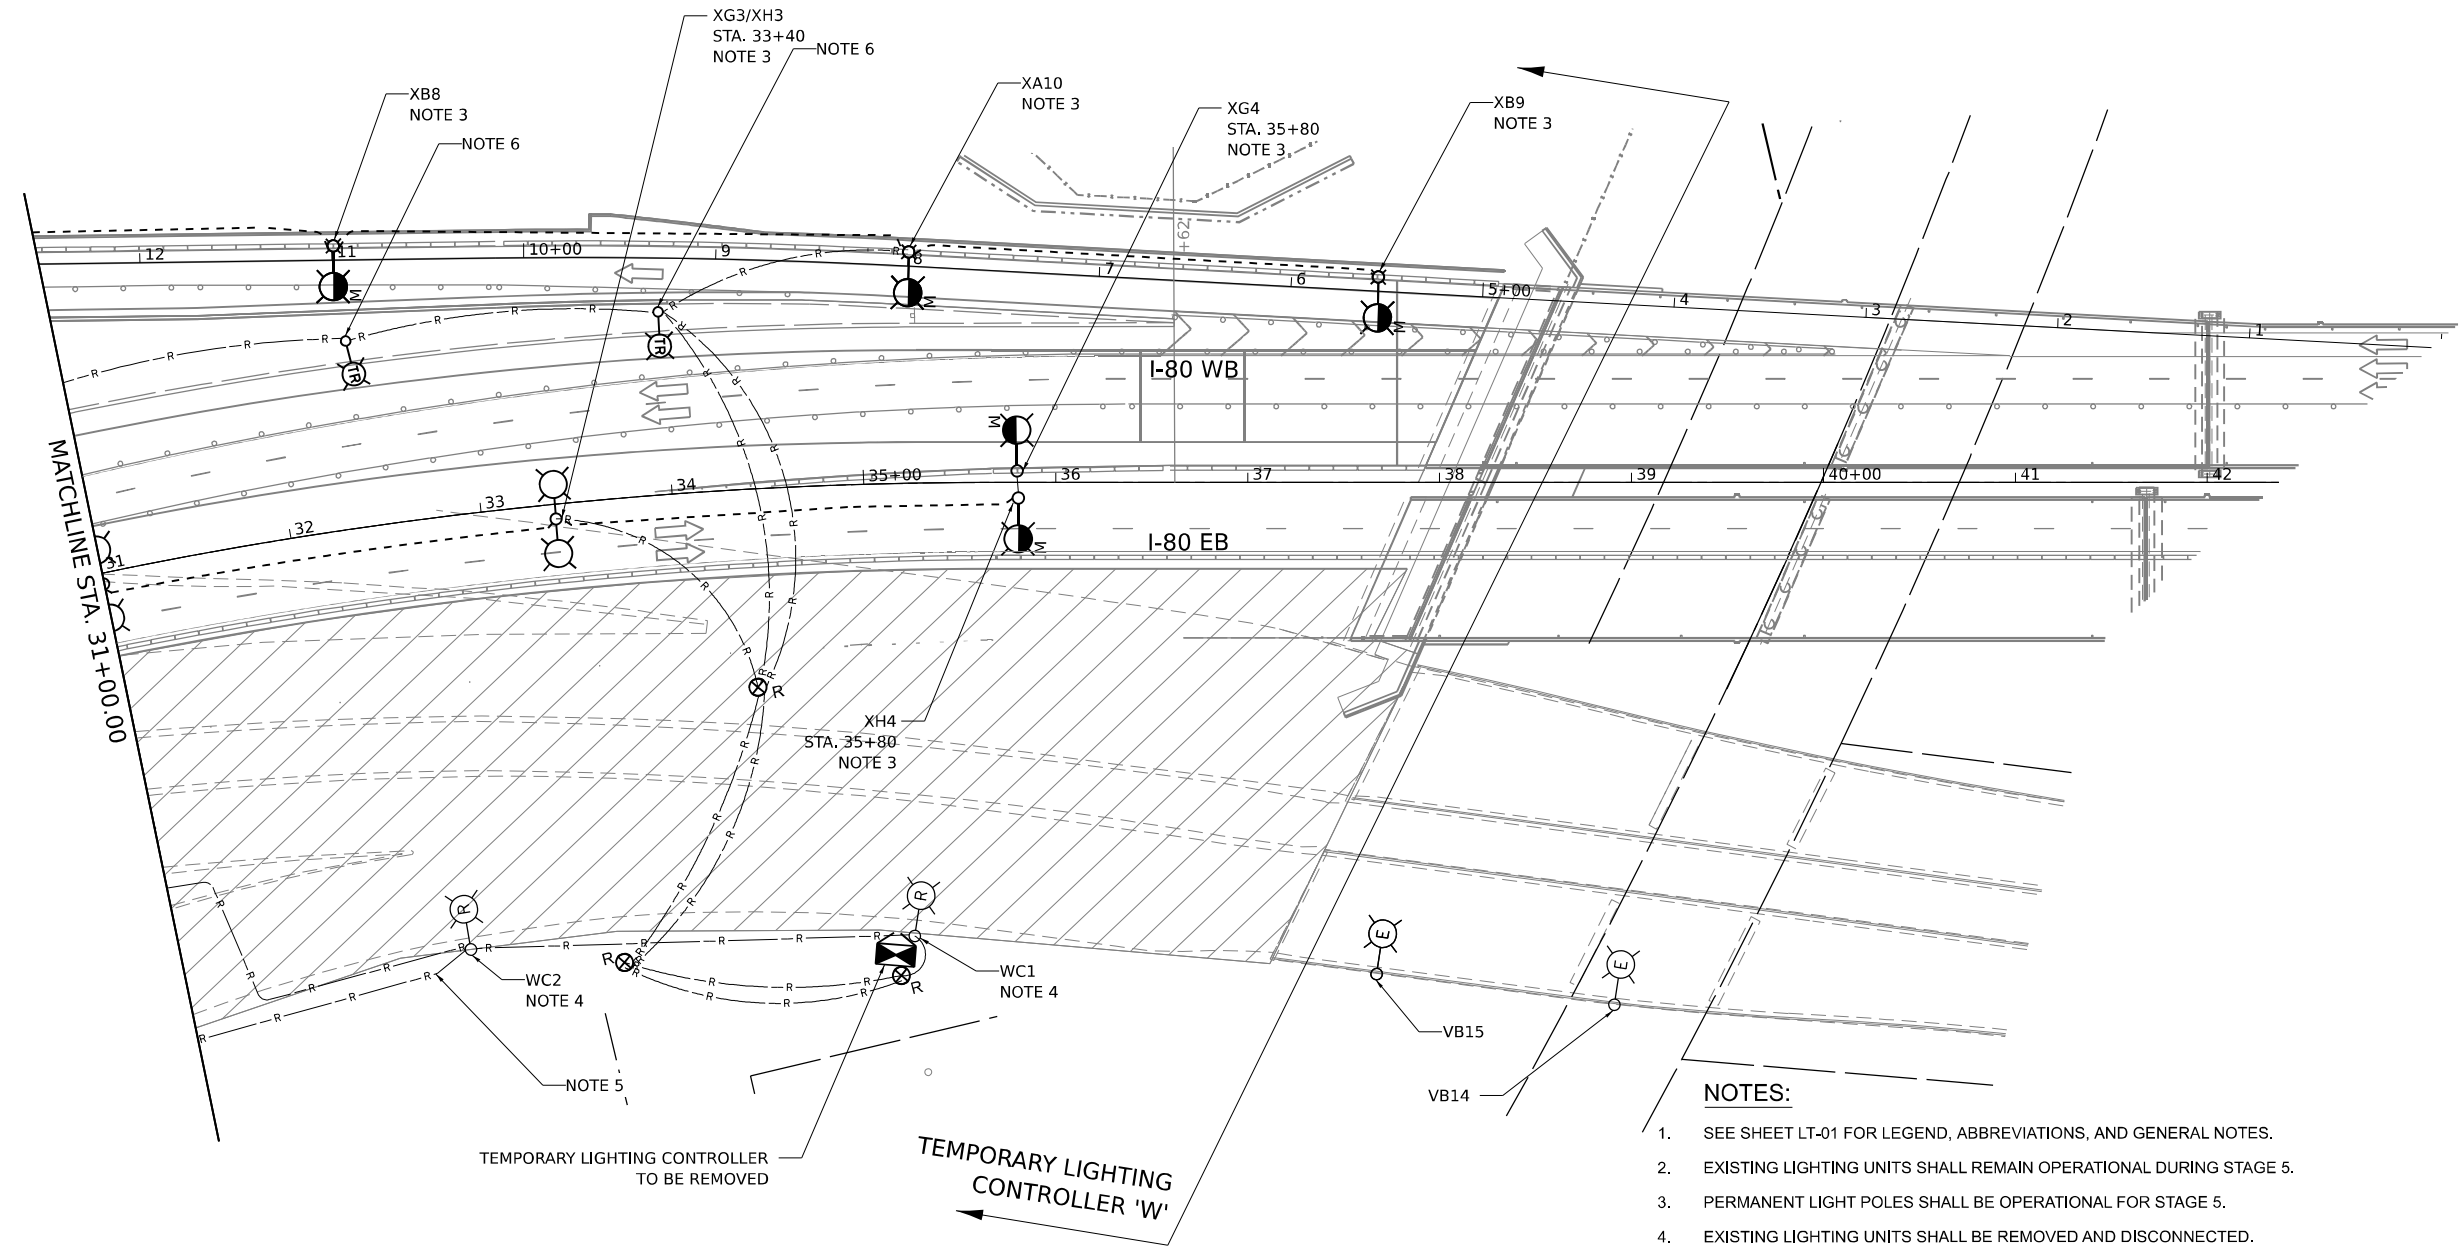 XG3/XH3
STA. 33+40
NOTE 3
NOTE 6
XB8
NOTE 3
NOTE 6
XA10
NOTE 3
XG4
STA. 35+80
NOTE 3
XB9
NOTE 3
+62
12
11
10+00
9
8
7
6
5+00
4
3
2
1
M
M
M
TR
TR
I-80 WB
M
31
32
33
34
35+00
36
37
38
39
40+00
41
42
I-80 EB
M
MATCHLINE STA. 31+00.00
R
XH4
STA. 35+80
NOTE 3
R
R
R
R
E
E
WC2
NOTE 4
WC1
NOTE 4
NOTE 5
VB15
VB14
TEMPORARY LIGHTING CONTROLLER
TO BE REMOVED
TEMPORARY LIGHTING
CONTROLLER 'W'
NOTES:
1. SEE SHEET LT-01 FOR LEGEND, ABBREVIATIONS, AND GENERAL NOTES.
2. EXISTING LIGHTING UNITS SHALL REMAIN OPERATIONAL DURING STAGE 5.
3. PERMANENT LIGHT POLES SHALL BE OPERATIONAL FOR STAGE 5.
4. EXISTING LIGHTING UNITS SHALL BE REMOVED AND DISCONNECTED.